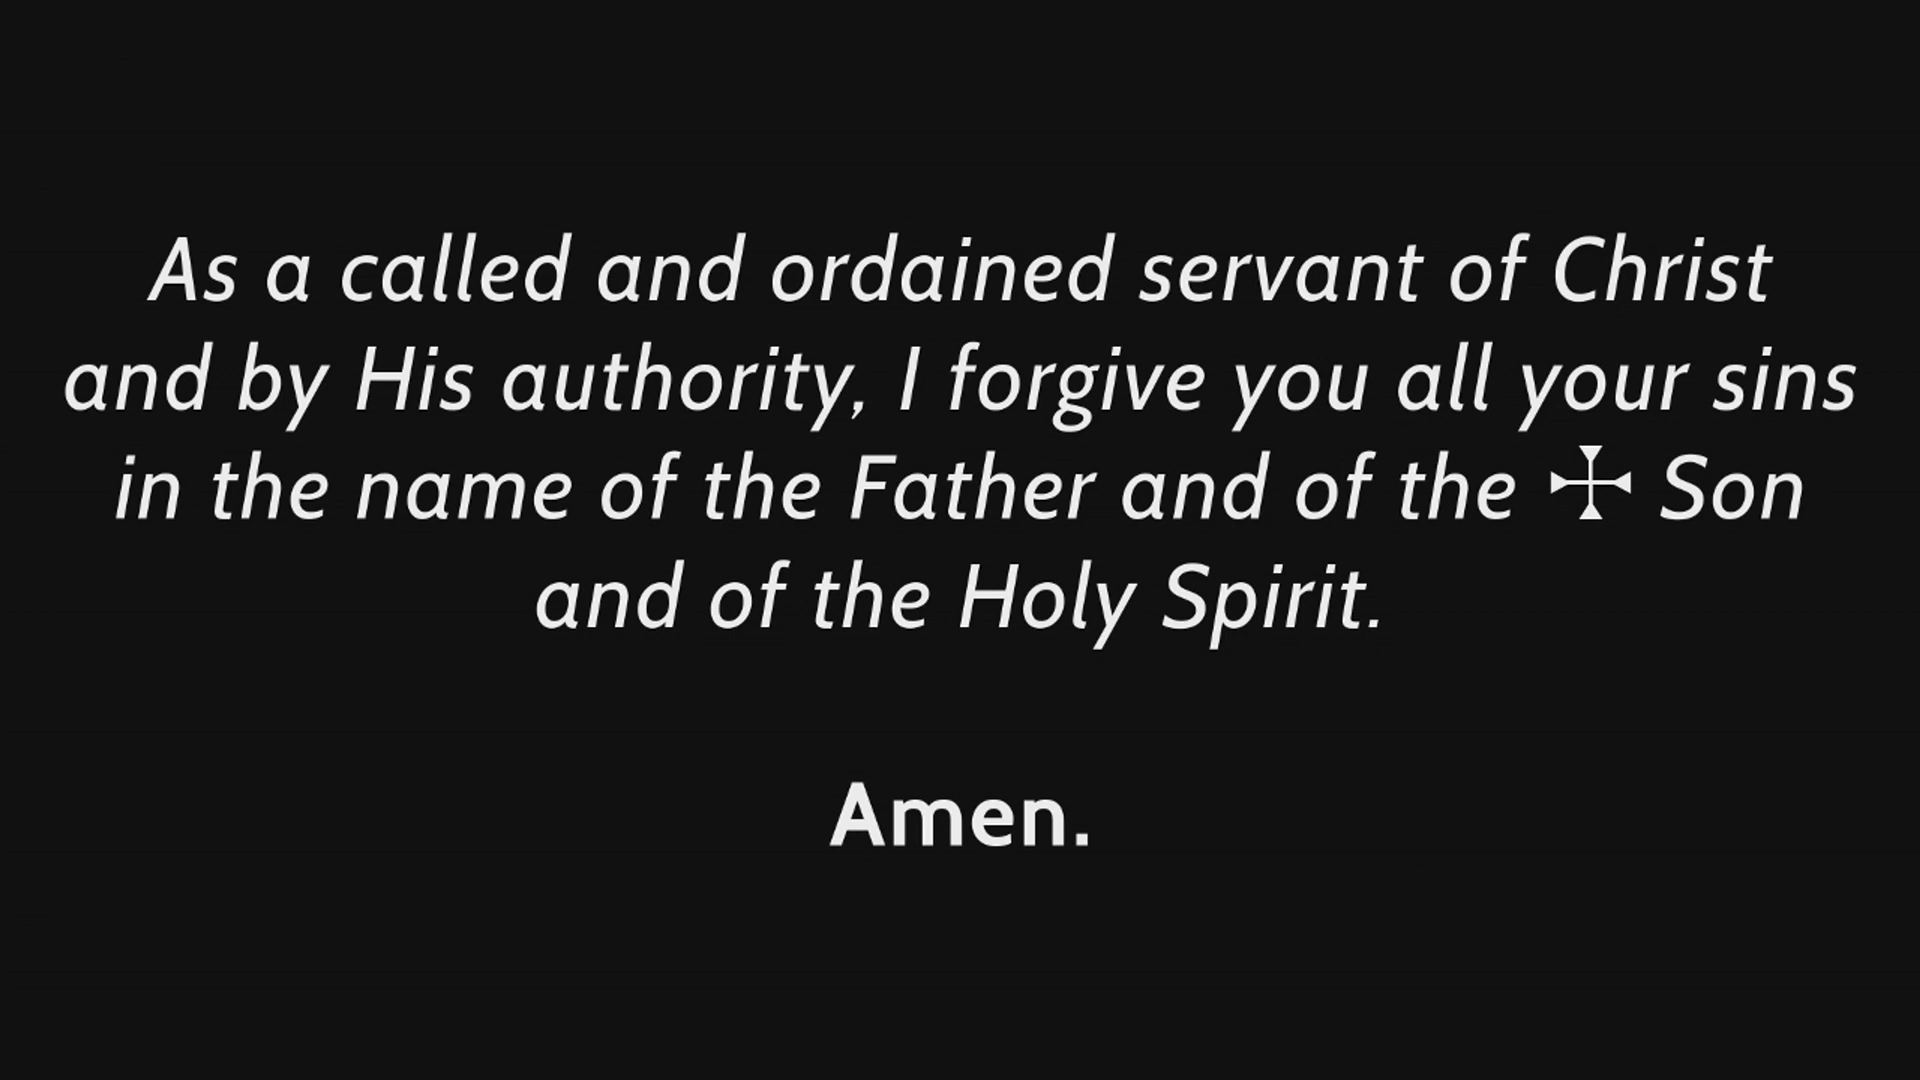 As a called and ordained servant of Christ
and by His authority, I forgive you all your sins
in the name of the Father and of the ☩ Son
and of the Holy Spirit.
Amen.